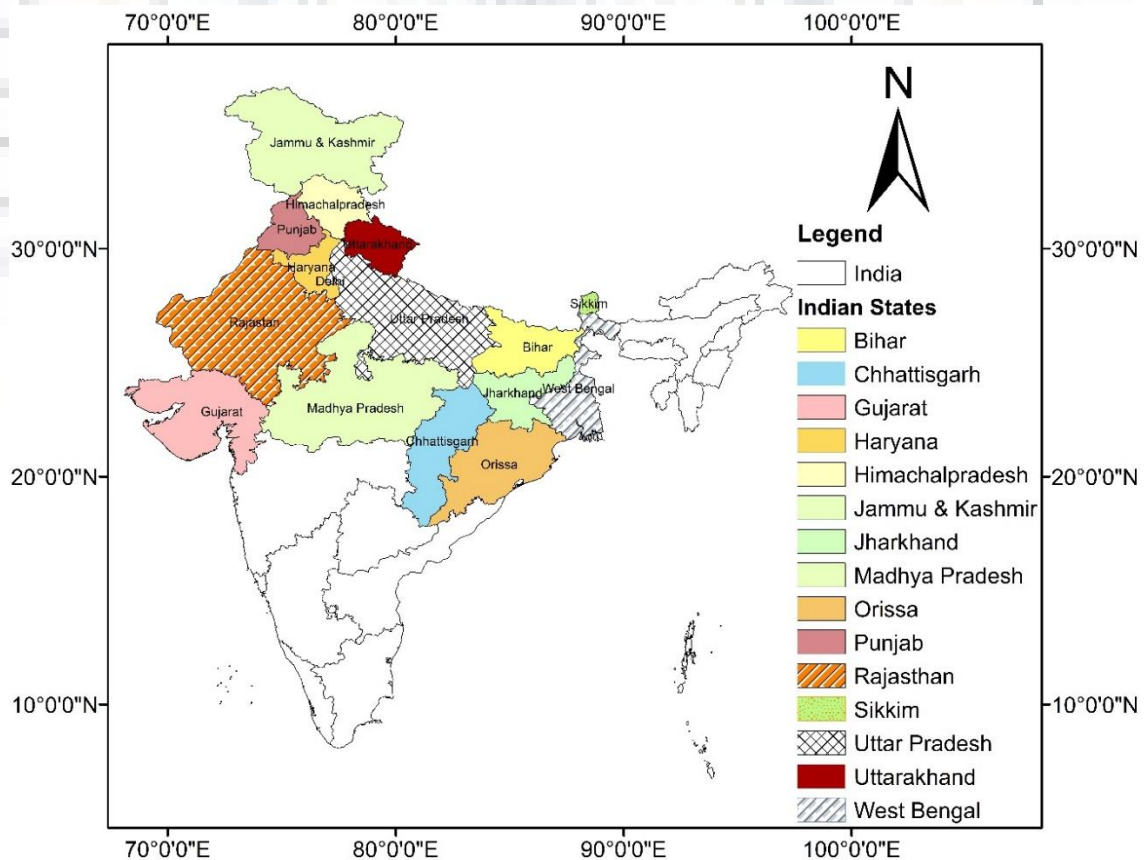 70°0'0"E 80°0'0"E 90°0'0"E 100°0'0"E
N
Jammu & Kashmir
Himachalpradesh
Punjab
Uttarakhand
Haryana
Delhi
Rajastan
Uttar Pradesh
Sikkim
Bihar
Gujarat
Madhya Pradesh
Jharkhand
West Bengal
Chhattisgarh
Orissa
30°0'0"N
20°0'0"N
10°0'0"N
30°0'0"N
20°0'0"N
10°0'0"N
Legend
India
Indian States
Bihar
Chhattisgarh
Gujarat
Haryana
Himachalpradesh
Jammu & Kashmir
Jharkhand
Madhya Pradesh
Orissa
Punjab
Rajasthan
Sikkim
Uttar Pradesh
Uttarakhand
West Bengal
70°0'0"E 80°0'0"E 90°0'0"E 100°0'0"E